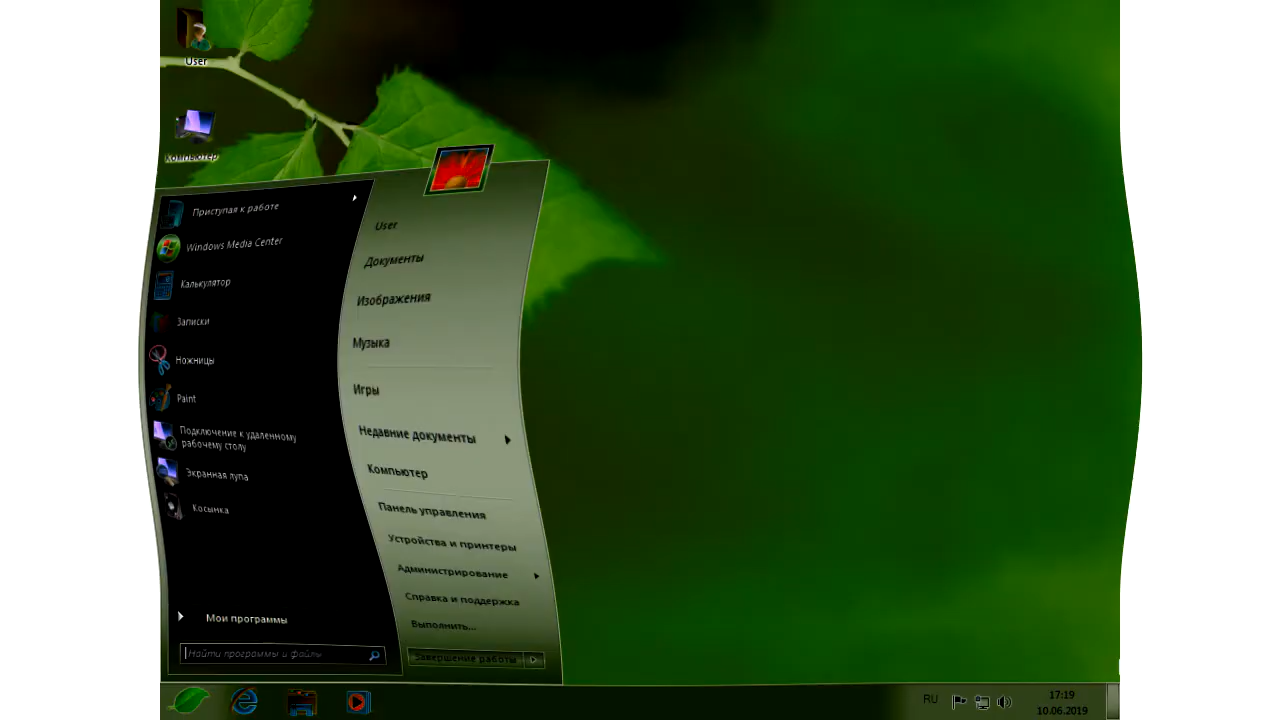 User
Компьютер
Приступая к работе
Windows Media Center
Калькулятор
Записки
Ножницы
Paint
Подключение к удаленному
рабочему столу
Экранная лупа
Косынка
Мои программы
Найти программы и файлы
User
Документы
Изображения
Музыка
Игры
Недавние документы
Компьютер
Панель управления
Устройства и принтеры
Администрирование
Справка и поддержка
Выполнить...
Завершение работы
RU
17:19
10.06.2019